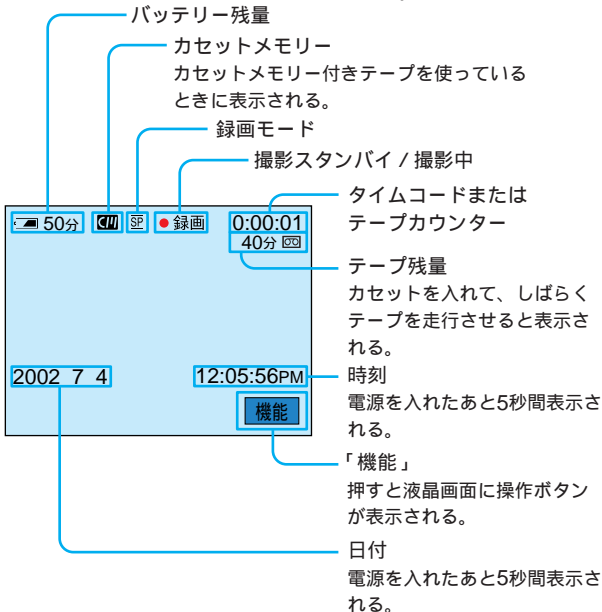 バッテリー残量
カセットメモリー
カセットメモリー付きテープを使っている
ときに表示される。
録画モード
撮影スタンバイ / 撮影中
タイムコードまたは
テープカウンター
50分 CM SP ●録画 0:00:01
40分
テープ残量
カセットを入れて、しばらく
テープを走行させると表示さ
れる。
2002 7 4 12:05:56PM
時刻
電源を入れたあと5秒間表示さ
れる。
機能
「機能」
押すと液晶画面に操作ボタン
が表示される。
日付
電源を入れたあと5秒間表示さ
れる。